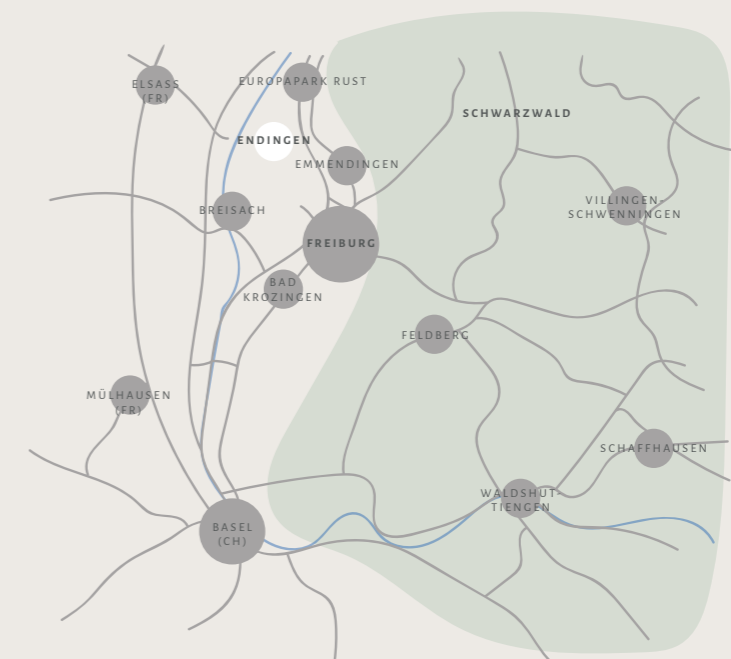 ELSASS
(FR)
EUROPAPARK RUST
SCHWARZWALD
ENDINGEN
EMMENDINGEN
BREISACH
VILLINGEN-
SCHWENNINGEN
FREIBURG
BAD
KROZINGEN
FELDBERG
MÜLHAUSEN
(FR)
SCHAFFHAUSEN
WALDSHUT-
TIENGEN
BASEL
(CH)